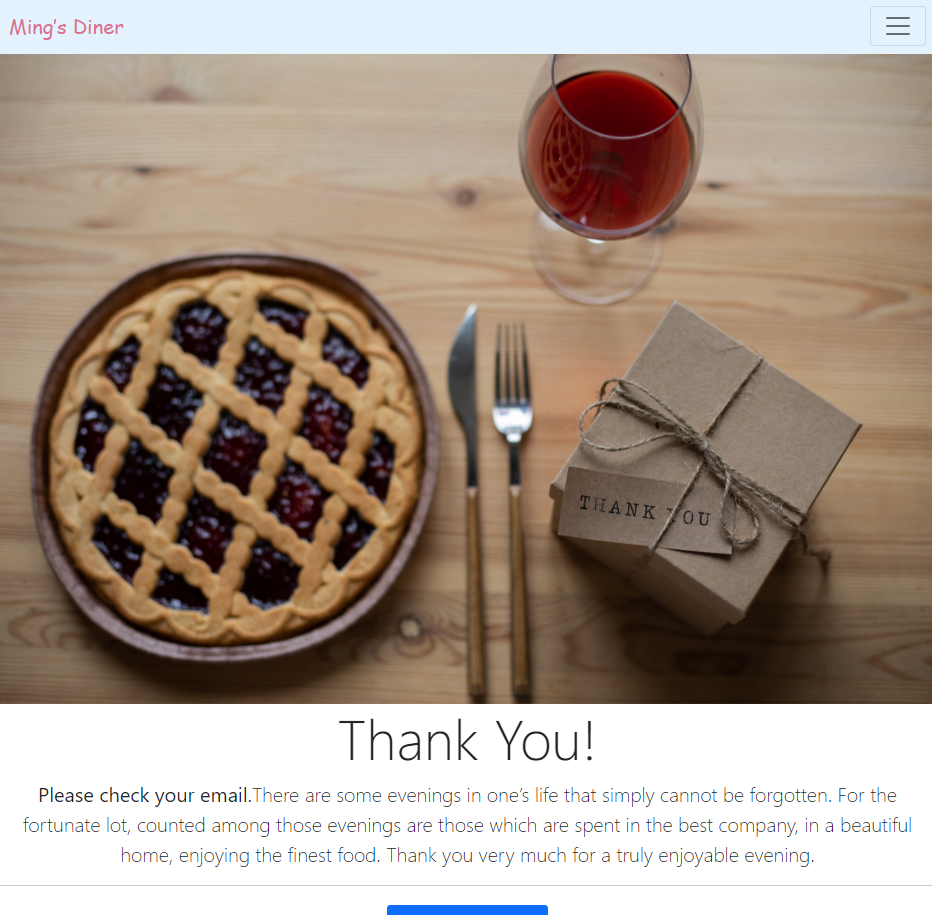 Ming's Diner
THANK YOU
Thank You!
Please check your email.There are some evenings in one's life that simply cannot be forgotten. For the
fortunate lot, counted among those evenings are those which are spent in the best company, in a beautiful
home, enjoying the finest food. Thank you very much for a truly enjoyable evening.